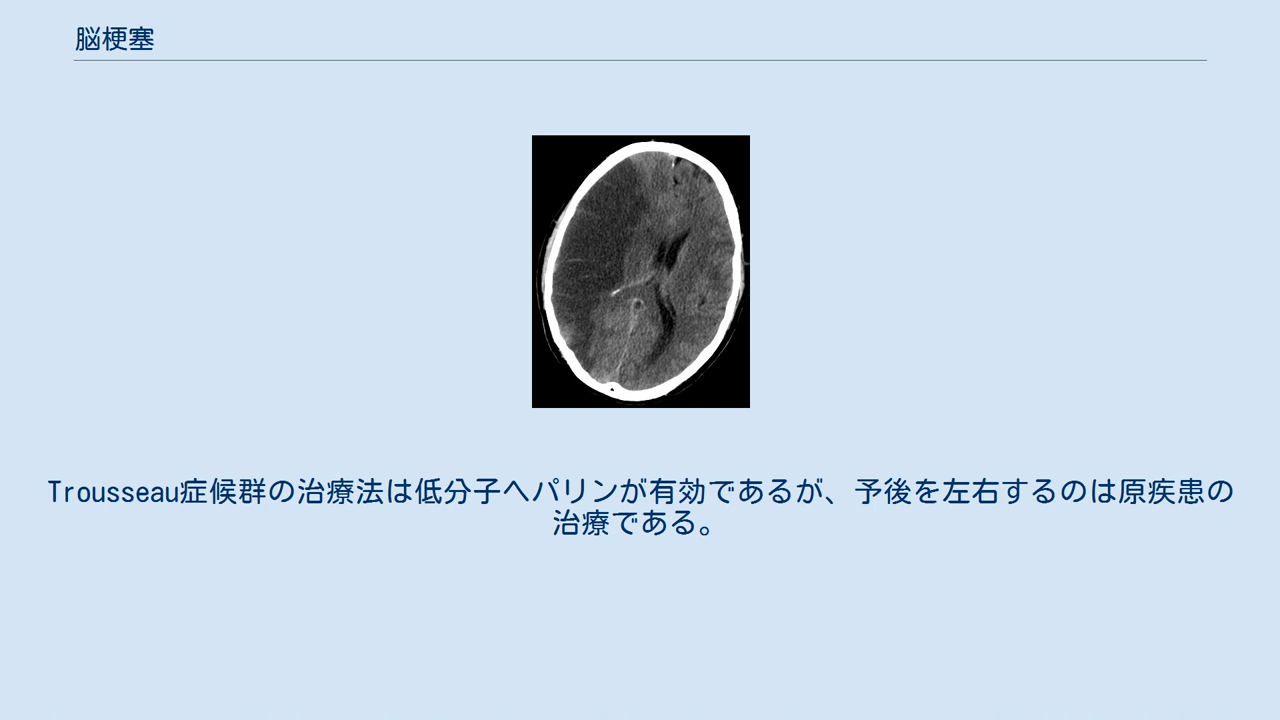 脳梗塞
Trousseau症候群の治療法は低分子ヘパリンが有効であるが、予後を左右するのは原疾患の
治療である。